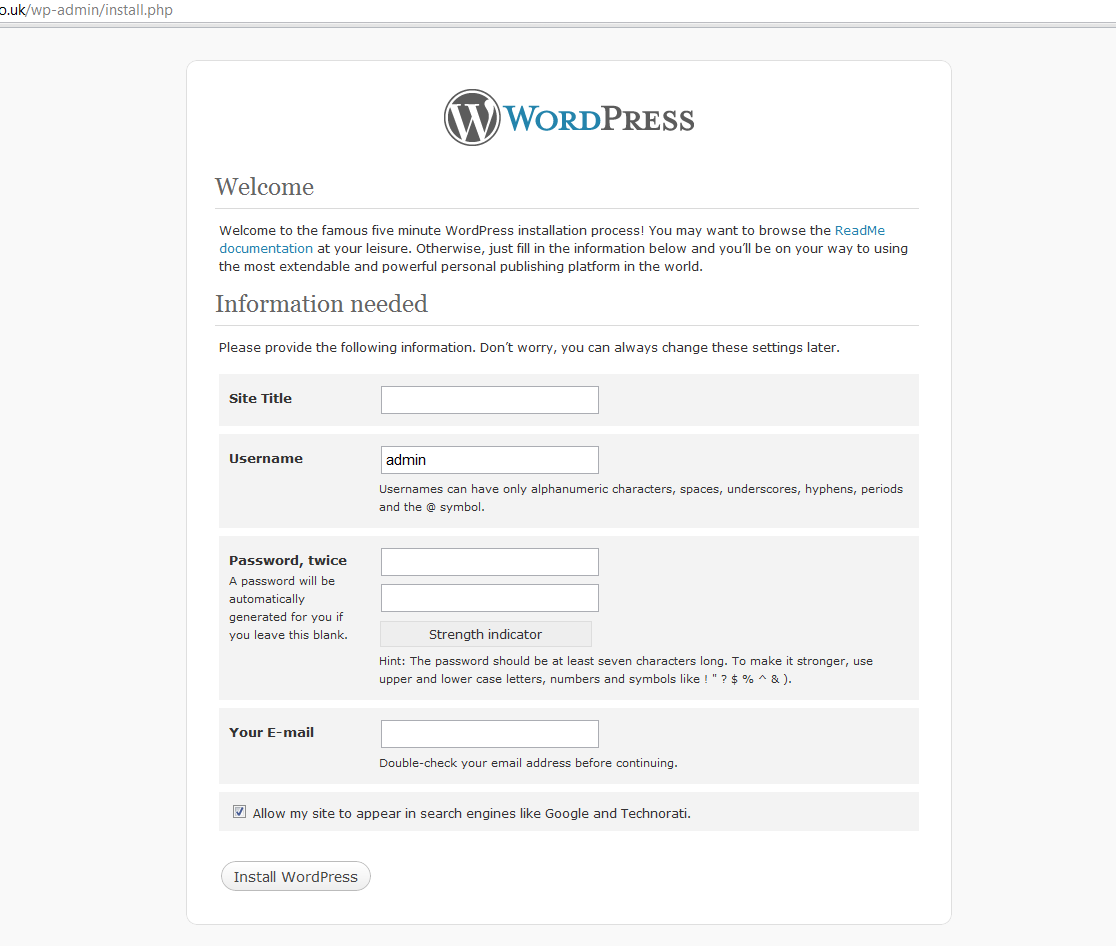 o.uk/wp-admin/install.php
WORDPRESS
Welcome
Welcome to the famous five minute WordPress installation process! You may want to browse the ReadMe
documentation at your leisure. Otherwise, just fill in the information below and you’ll be on your way to using
the most extendable and powerful personal publishing platform in the world.
Information needed
Please provide the following information. Don’t worry, you can always change these settings later.
Site Title
Username
admin
Usernames can have only alphanumeric characters, spaces, underscores, hyphens, periods
and the @ symbol.
Password, twice
A password will be
automatically
generated for you if
you leave this blank.
Strength indicator
Hint: The password should be at least seven characters long. To make it stronger, use
upper and lower case letters, numbers and symbols like ! " ? $ % ^ & ).
Your E-mail
Double-check your email address before continuing.
Allow my site to appear in search engines like Google and Technorati.
Install WordPress